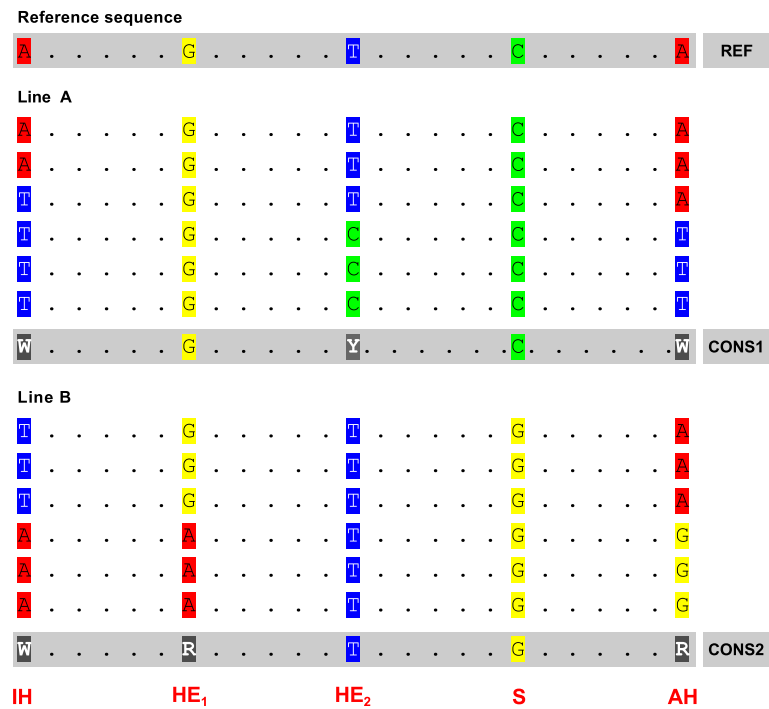 Reference sequence
A . . . . . G . . . . . T . . . . . C . . . . . A REF
Line A
A . . . . . G . . . . . T . . . . . C . . . . . A
A . . . . . G . . . . . T . . . . . C . . . . . A
T . . . . . G . . . . . T . . . . . C . . . . . A
T . . . . . G . . . . . C . . . . . C . . . . . T
T . . . . . G . . . . . C . . . . . C . . . . . T
T . . . . . G . . . . . C . . . . . C . . . . . T
W . . . . . G . . . . . Y . . . . . . C . . . . . . W CONS1
Line B
T . . . . . G . . . . . T . . . . . G . . . . . A
T . . . . . G . . . . . T . . . . . G . . . . . A
T . . . . . G . . . . . T . . . . . G . . . . . A
A . . . . . A . . . . . T . . . . . G . . . . . G
A . . . . . A . . . . . T . . . . . G . . . . . G
A . . . . . A . . . . . T . . . . . G . . . . . G
W . . . . . R . . . . . T . . . . . G . . . . . R CONS2
IH HE₁ HE₂ S AH